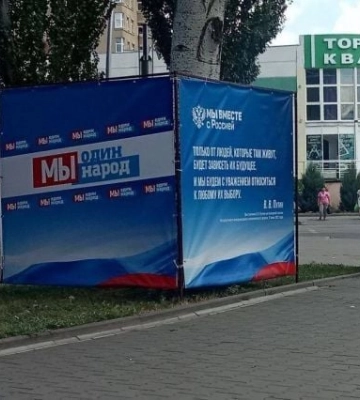 ТОР
КВА
МЫ ОДИН
НАРОД
МЫ ВМЕСТЕ
с РОССИЕЙ
ТОЛЬКО ОТ ЛЮДЕЙ, КОТОРЫЕ ТАМ ЖИВУТ,
БУДЕТ ЗАВИСЕТЬ ИХ БУДУЩЕЕ.
И МЫ БУДЕМ С УВАЖЕНИЕМ ОТНОСИТЬСЯ
К ЛЮБОМУ ИХ ВЫБОРУ.
В. В. Путин